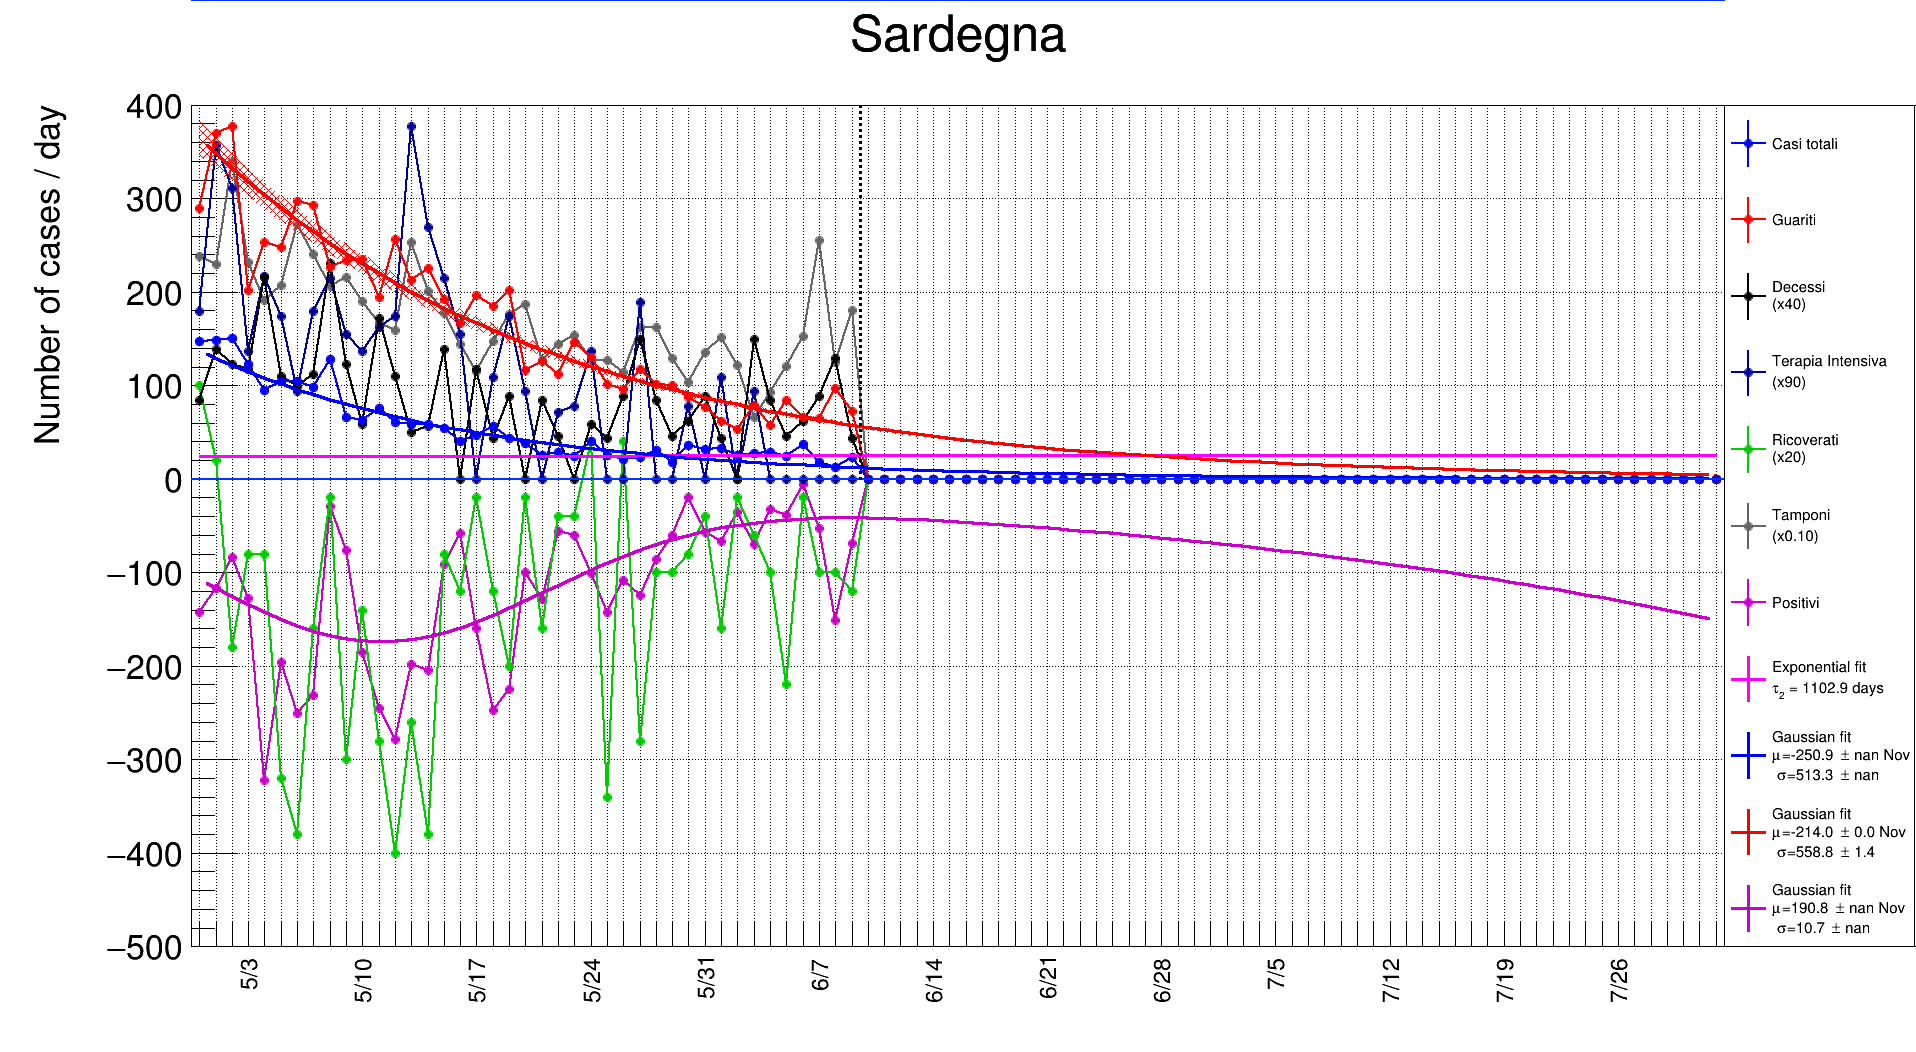 Sardegna
Number of cases / day
400
300
200
100
0
−100
−200
−300
−400
−500
5/3
5/10
5/17
5/24
5/31
6/7
6/14
6/21
6/28
7/5
7/12
7/19
7/26
Casi totali
Guariti
Decessi
(x40)
Terapia Intensiva
(x90)
Ricoverati
(x20)
Tamponi
(x0.10)
Positivi
Exponential fit
τ2 = 1102.9 days
Gaussian fit
μ=-250.9 ± nan Nov
σ=513.3 ± nan
Gaussian fit
μ=-214.0 ± 0.0 Nov
σ=558.8 ± 1.4
Gaussian fit
μ=190.8 ± nan Nov
σ=10.7 ± nan